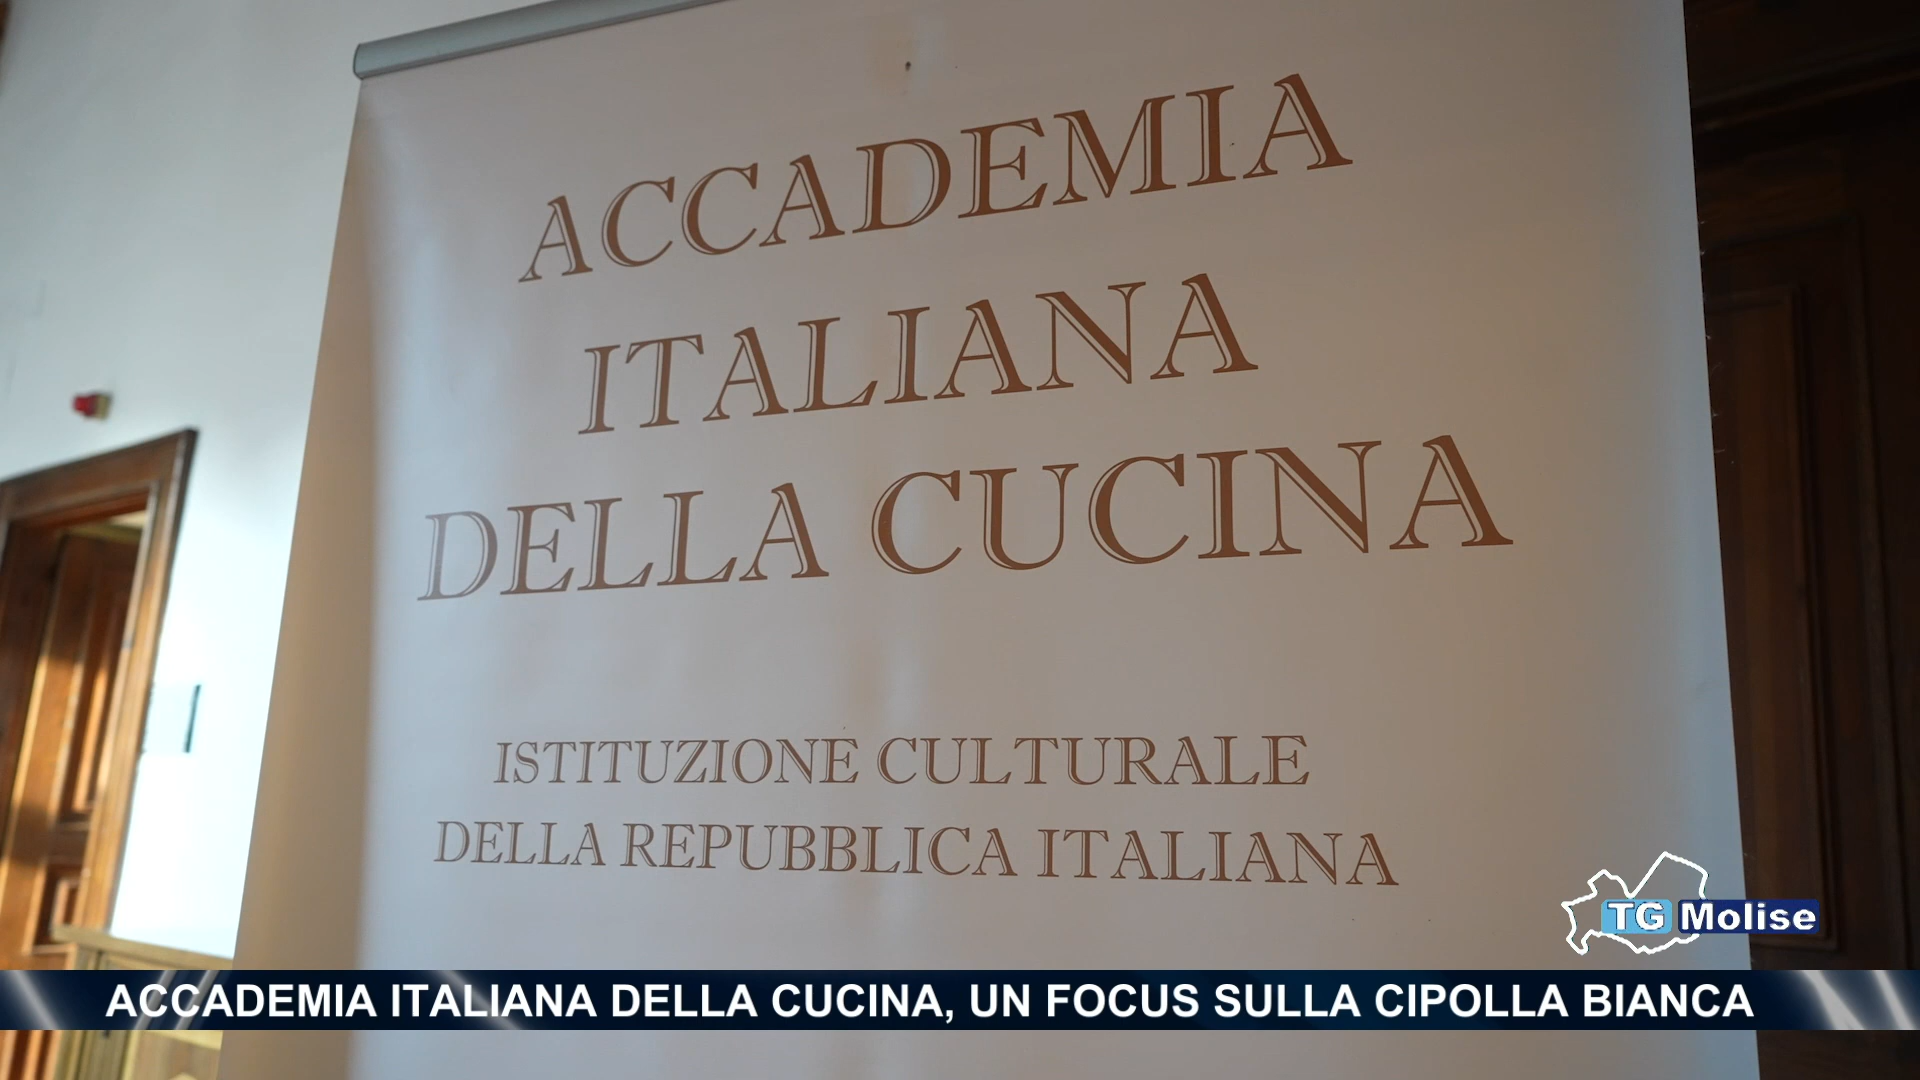 ACCADEMIA
ITALIANA
DELLA CUCINA
ISTITUZIONE CULTURALE
DELLA REPUBBLICA ITALIANA
TG Molise
ACCADEMIA ITALIANA DELLA CUCINA, UN FOCUS SULLA CIPOLLA BIANCA